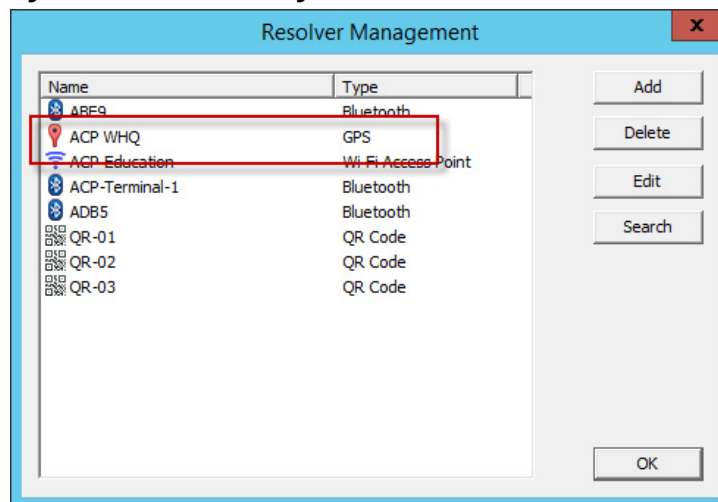 Resolver Management
x
Name Type
Bluetooth
ACP WHQ GPS
ACP Education Wi-Fi Access Point
ACP-Terminal-1 Bluetooth
ADB5 Bluetooth
QR-01 QR Code
QR-02 QR Code
QR-03 QR Code
Add
Delete
Edit
Search
OK